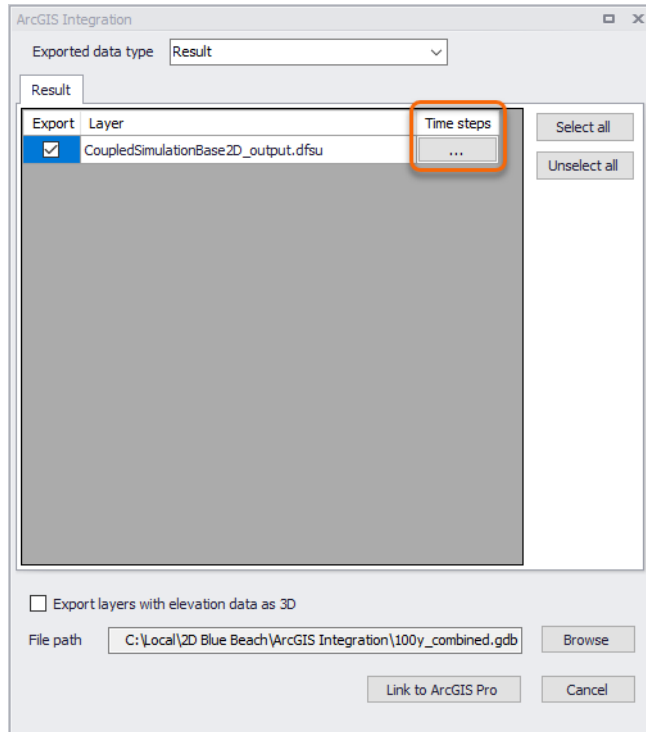 ArcGIS Integration
Exported data type Result
Result
Export Layer Time steps
CoupledSimulationBase2D_output.dfsu ...
Select all
Unselect all
Export layers with elevation data as 3D
File path C:\Local\2D Blue Beach\ArcGIS Integration\100y_combined.gdb Browse
Link to ArcGIS Pro Cancel